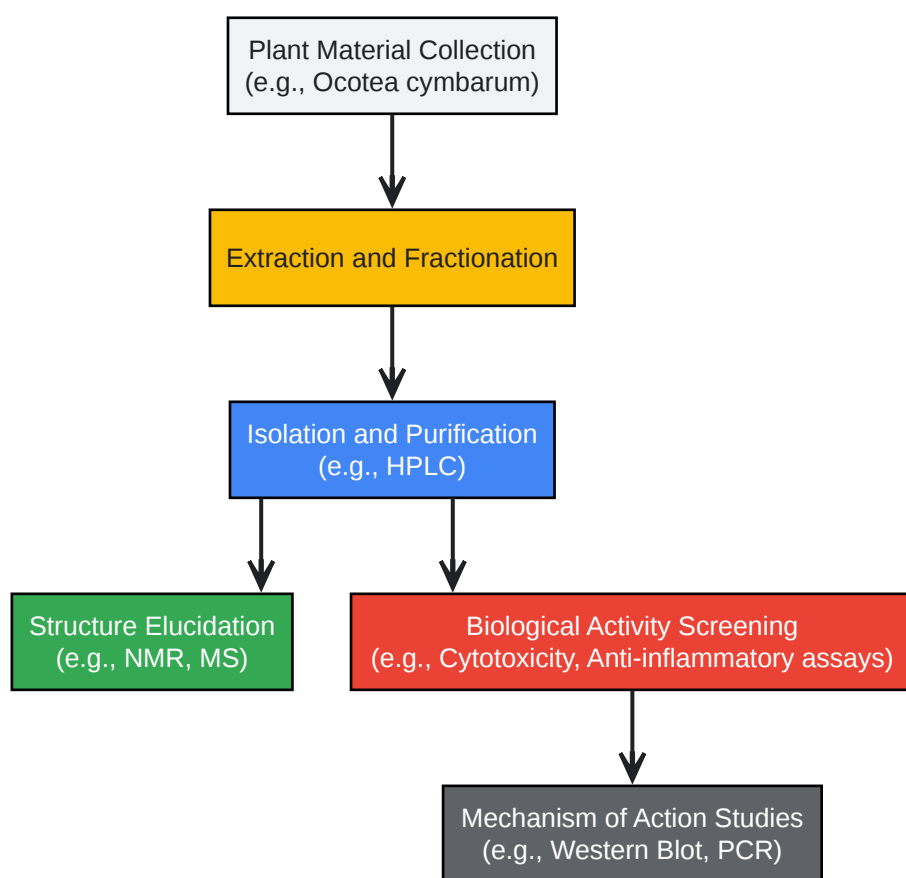 Plant Material Collection
(e.g., Ocotea cymbarum)
Extraction and Fractionation
Isolation and Purification
(e.g., HPLC)
Structure Elucidation
(e.g., NMR, MS)
Biological Activity Screening
(e.g., Cytotoxicity, Anti-inflammatory assays)
Mechanism of Action Studies
(e.g., Western Blot, PCR)